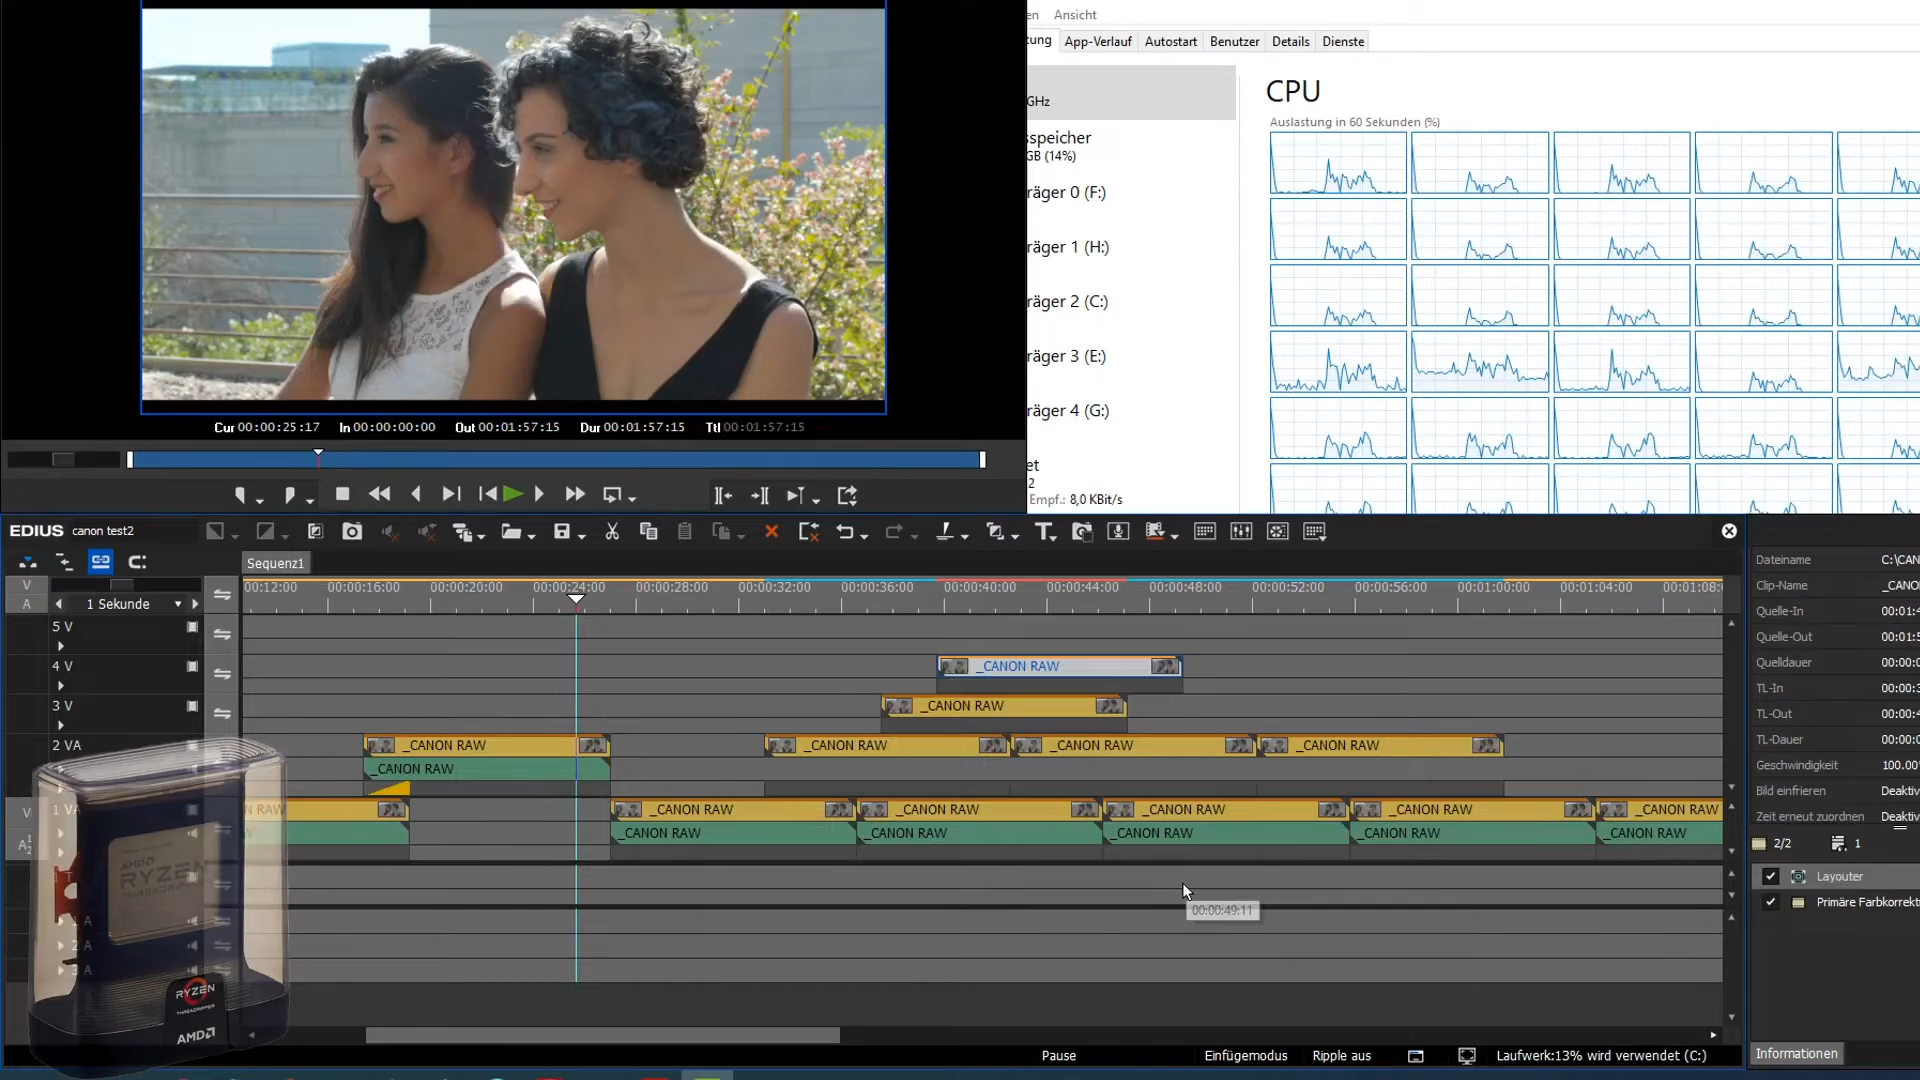 en Ansicht
tung App-Verlauf Autostart Benutzer Details Dienste
GHz
sspeicher
GB (14%)
räger 0 (F:)
räger 1 (H:)
räger 2 (C:)
räger 3 (E:)
räger 4 (G:)
et
2
Empf.: 8,0 KBit/s
CPU
Auslastung in 60 Sekunden (%)
Cur 00:00:25:17 In 00:00:00:00 Out 00:01:57:15 Dur 00:01:57:15 Ttl 00:01:57:15
EDIUS canon test2
Sequenz1
V
A
1 Sekunde
00:12:00 00:00:16:00 00:00:20:00 00:00:24:00 00:00:28:00 00:00:32:00 00:00:36:00 00:00:40:00 00:00:44:00 00:00:48:00 00:00:52:00 00:00:56:00 00:01:00:00 00:01:04:00 00:01:08:0
5 V
4 V
_CANON RAW
3 V
_CANON RAW
2 VA
_CANON RAW _CANON RAW _CANON RAW _CANON RAW
_CANON RAW
V 1 VA
N RAW _CANON RAW _CANON RAW _CANON RAW _CANON RAW _CANON RAW
A _CANON RAW _CANON RAW _CANON RAW _CANON RAW _CANON RAW
1 T
1 A
2 A
3 A
00:00:49:11
AMD
RYZEN
THREADRIPPER
RYZEN
THREADRIPPER
AMD
Pause Einfügemodus Ripple aus Laufwerk:13% wird verwendet (C:)
Dateiname C:\CAN
Clip-Name _CANO
Quelle-In 00:01:4
Quelle-Out 00:01:5
Quelldauer 00:00:
TL-In 00:00:3
TL-Out 00:00:4
TL-Dauer 00:00:
Geschwindigkeit 100.00
Bild einfrieren Deaktiv
Zeit erneut zuordnen Deaktiv
2/2 1
Layouter
Primäre Farbkorrekt
Informationen